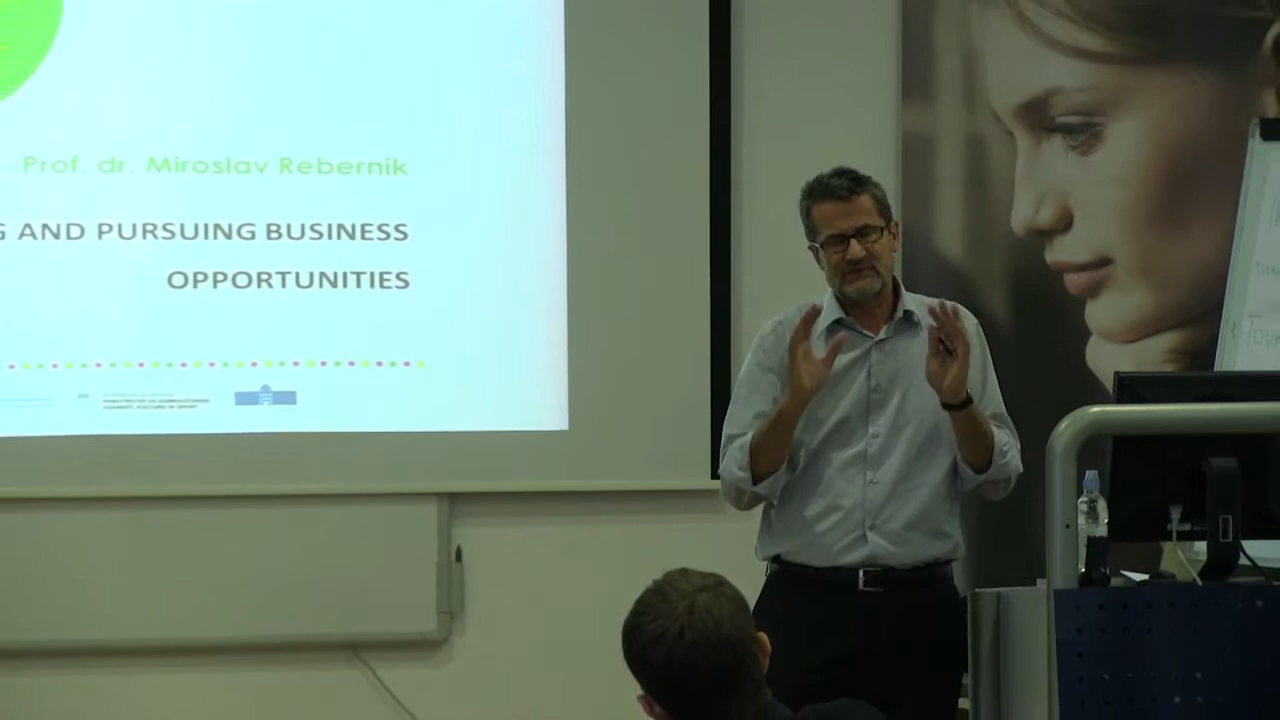 Prof. dr. Miroslav Rebernik
G AND PURSUING BUSINESS
OPPORTUNITIES